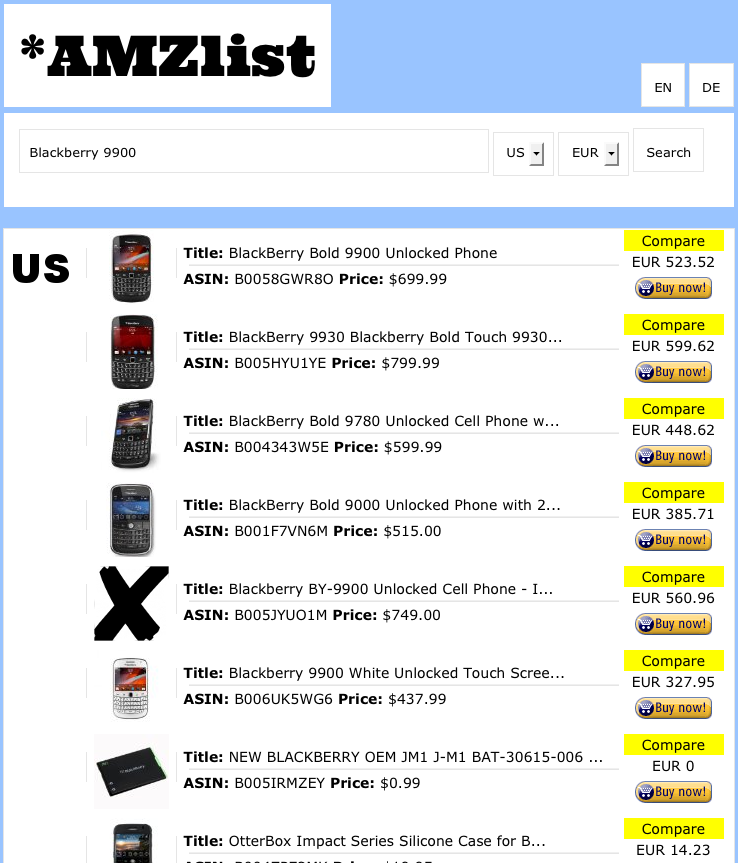 *AMZlist
EN DE
Blackberry 9900 US EUR Search
US
Title: BlackBerry Bold 9900 Unlocked Phone
ASIN: B0058GWR8O Price: $699.99
Compare
EUR 523.52
Buy now!
Title: BlackBerry 9930 Blackberry Bold Touch 9930...
ASIN: B005HYU1YE Price: $799.99
Compare
EUR 599.62
Buy now!
Title: BlackBerry Bold 9780 Unlocked Cell Phone w...
ASIN: B004343W5E Price: $599.99
Compare
EUR 448.62
Buy now!
Title: BlackBerry Bold 9000 Unlocked Phone with 2...
ASIN: B001F7VN6M Price: $515.00
Compare
EUR 385.71
Buy now!
X
Title: Blackberry BY-9900 Unlocked Cell Phone - I...
ASIN: B005JYUO1M Price: $749.00
Compare
EUR 560.96
Buy now!
Title: Blackberry 9900 White Unlocked Touch Scree...
ASIN: B006UK5WG6 Price: $437.99
Compare
EUR 327.95
Buy now!
Title: NEW BLACKBERRY OEM JM1 J-M1 BAT-30615-006 ...
ASIN: B005IRMZEY Price: $0.99
Compare
EUR 0
Buy now!
Title: OtterBox Impact Series Silicone Case for B...
Compare
EUR 14.23